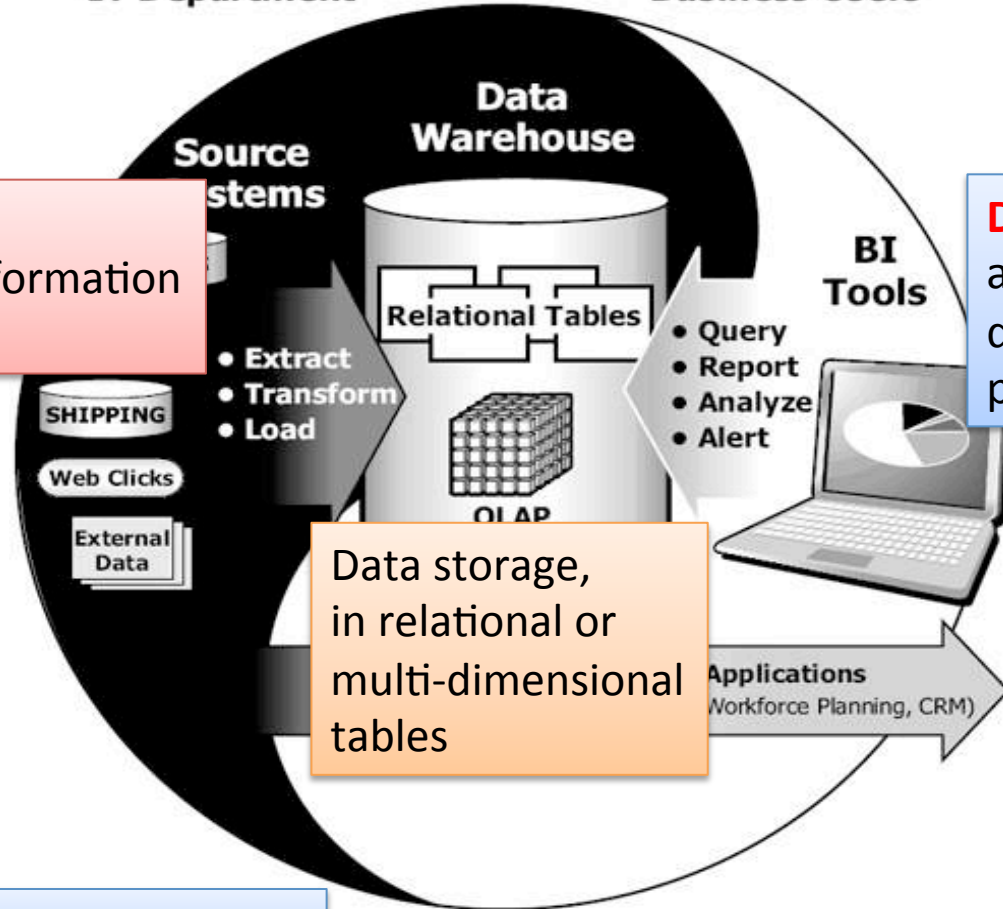 Data
Warehouse
Source
stems
formation
BI
Tools
D
a
d
p
Relational Tables
• Extract
• Transform
• Load
• Query
• Report
• Analyze
• Alert
SHIPPING
Web Clicks
External
Data
OLAP
Data storage,
in relational or
multi-dimensional
tables
Applications
Workforce Planning, CRM)